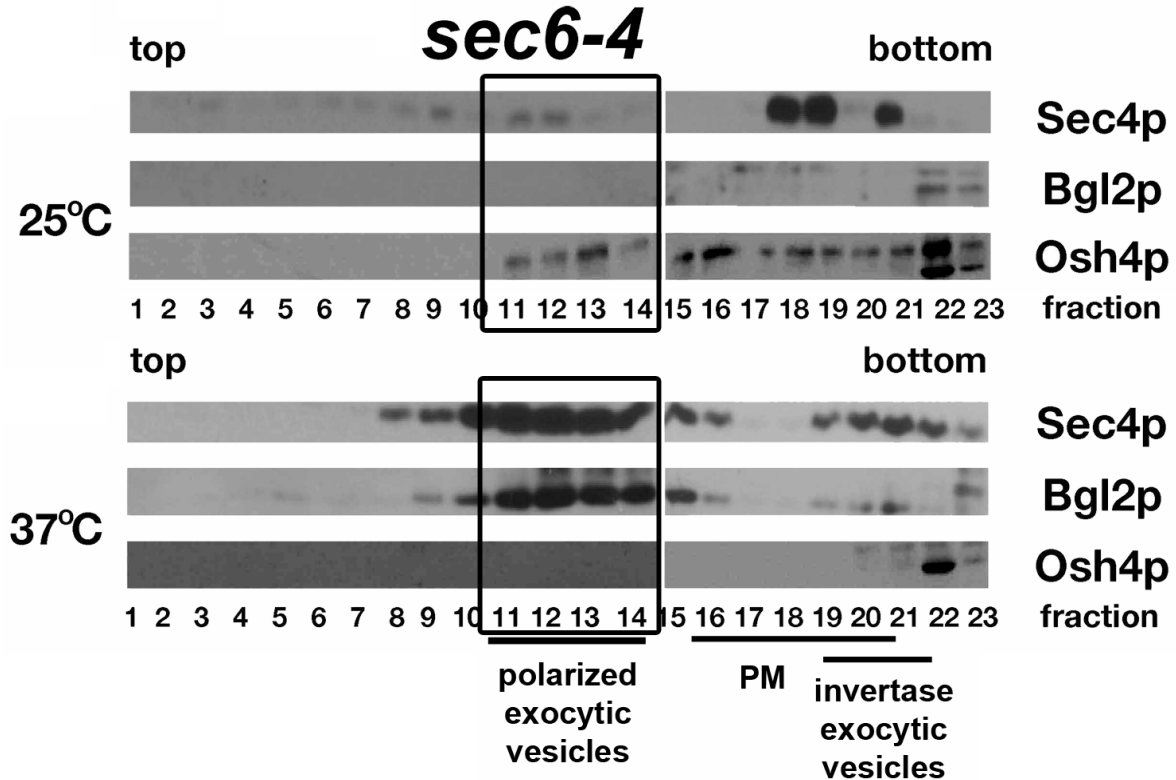 sec6-4
top bottom
Sec4p
Bgl2p
25°C
Osh4p
1 2 3 4 5 6 7 8 9 10 11 12 13 14 15 16 17 18 19 20 21 22 23 fraction
top bottom
Sec4p
Bgl2p
37°C
Osh4p
1 2 3 4 5 6 7 8 9 10 11 12 13 14 15 16 17 18 19 20 21 22 23 fraction
polarized
exocytic
vesicles
PM
invertase
exocytic
vesicles